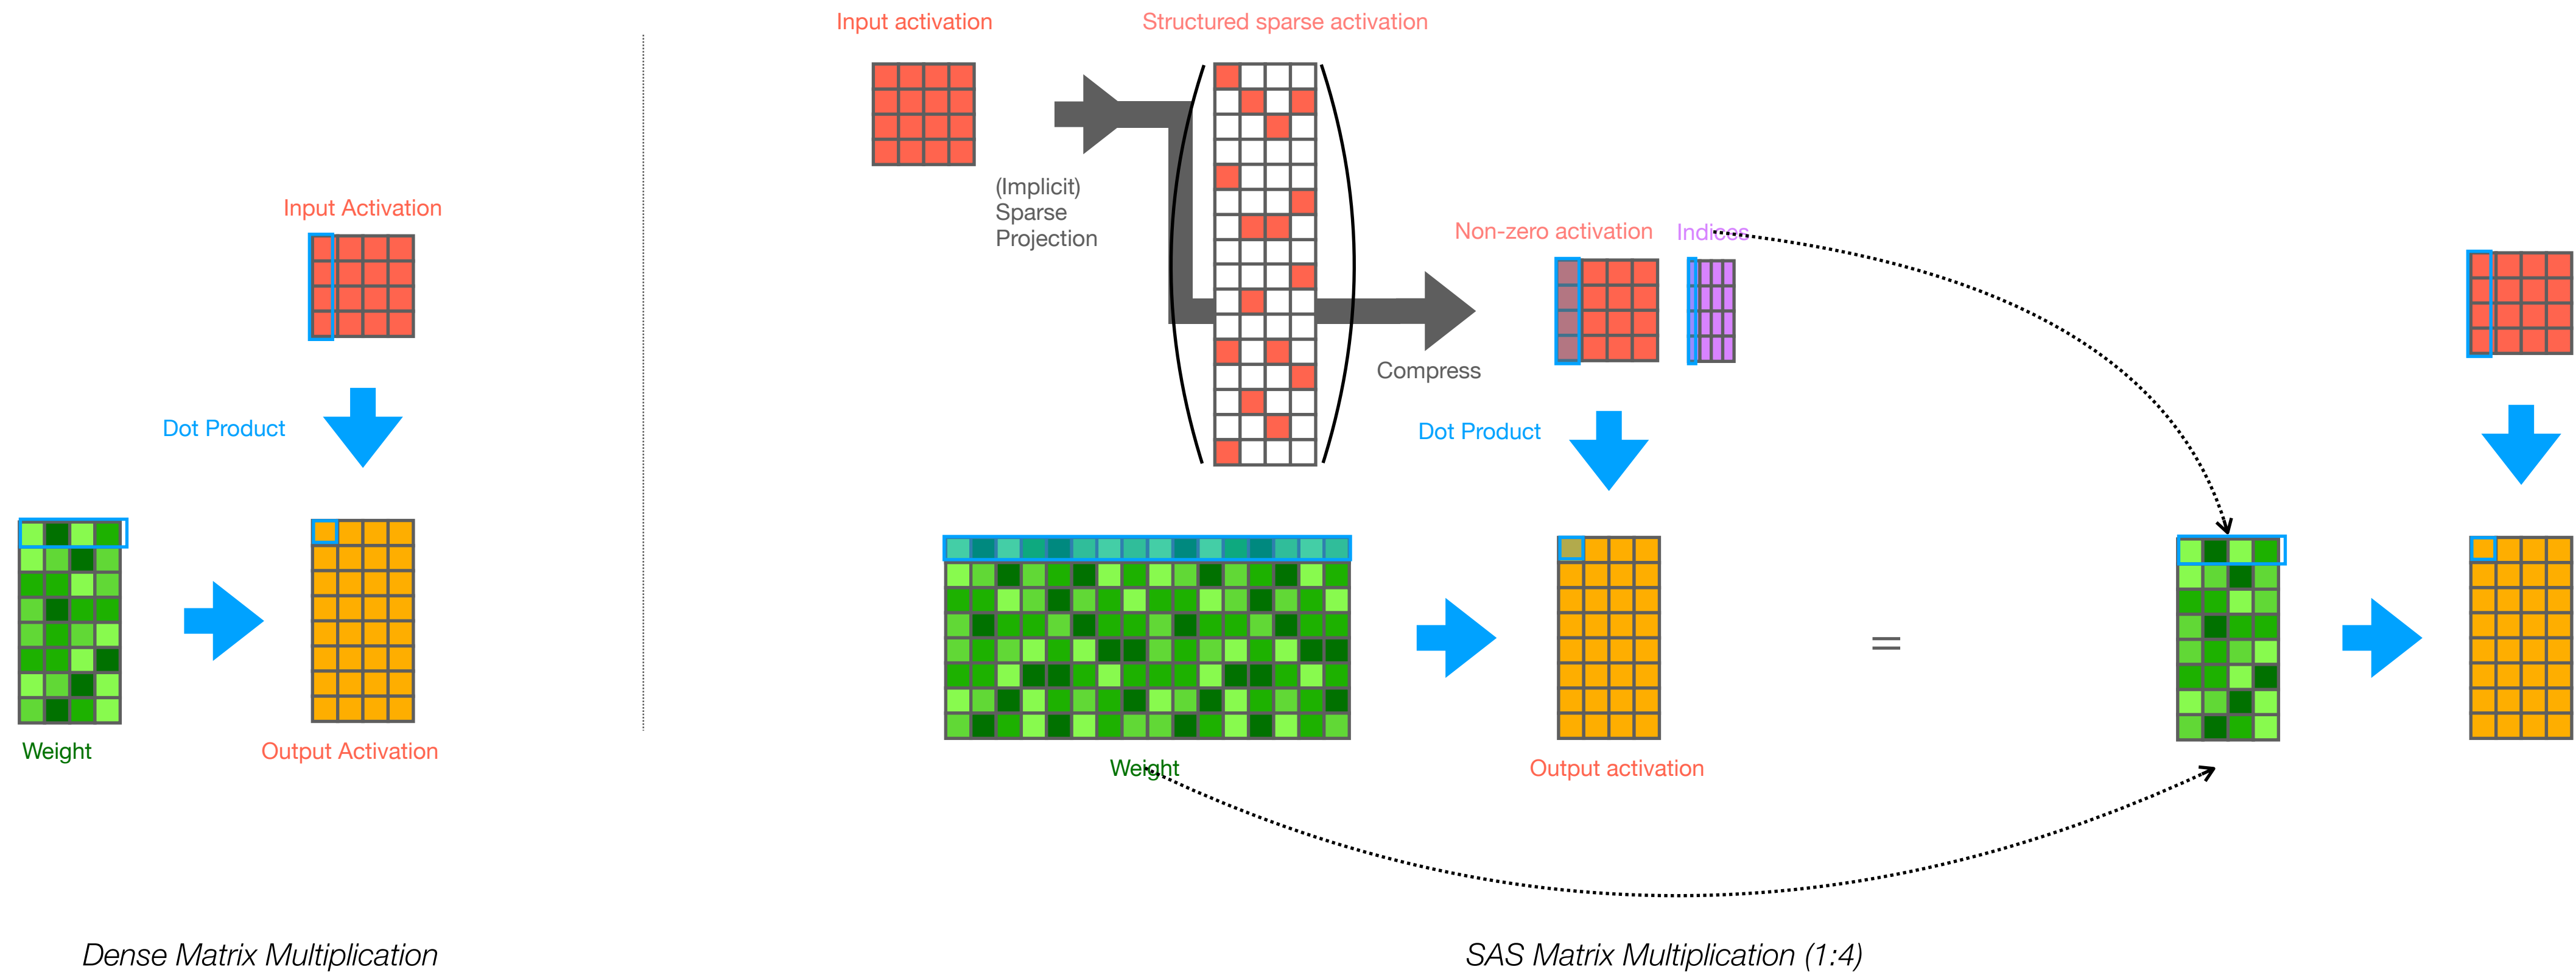 Input activation
Structured sparse activation
Input Activation
(Implicit)
Sparse
Projection
Non-zero activation
Indices
Compress
Dot Product
Dot Product
=
Weight
Output Activation
Weight
Output activation
Dense Matrix Multiplication
SAS Matrix Multiplication (1:4)